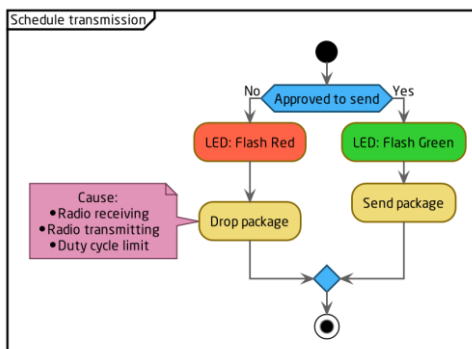 Schedule transmission
No
Yes
Approved to send
LED: Flash Red
LED: Flash Green
Cause:
•Radio receiving
•Radio transmitting
•Duty cycle limit
Drop package
Send package